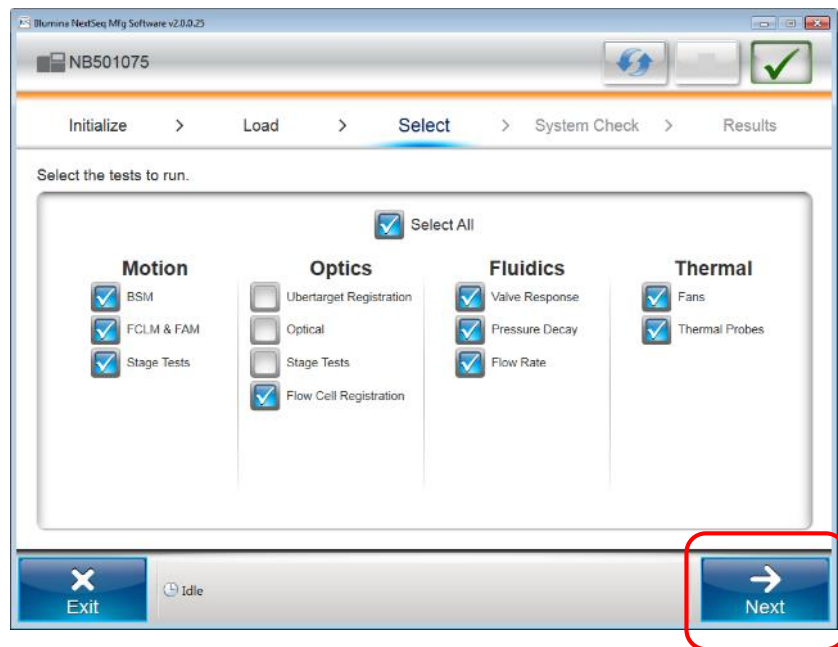 Illumina NextSeq Mfg Software v2.0.0.25
NB501075
Initialize > Load > Select > System Check > Results
Select the tests to run.
Select All
Motion Optics Fluidics Thermal
BSM Ubertarget Registration Valve Response Fans
FCLM & FAM Optical Pressure Decay Thermal Probes
Stage Tests Stage Tests Flow Rate
Flow Cell Registration
Exit Idle Next